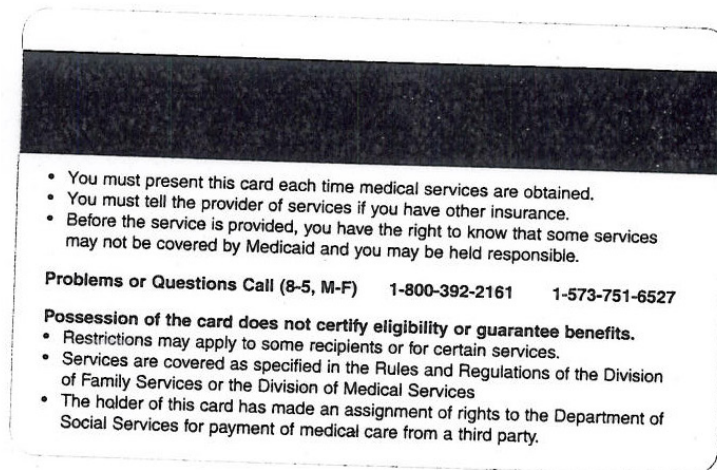 • You must present this card each time medical services are obtained.
• You must tell the provider of services if you have other insurance.
• Before the service is provided, you have the right to know that some services
may not be covered by Medicaid and you may be held responsible.
Problems or Questions Call (8-5, M-F) 1-800-392-2161 1-573-751-6527
Possession of the card does not certify eligibility or guarantee benefits.
• Restrictions may apply to some recipients or for certain services.
• Services are covered as specified in the Rules and Regulations of the Division
of Family Services or the Division of Medical Services
• The holder of this card has made an assignment of rights to the Department of
Social Services for payment of medical care from a third party.